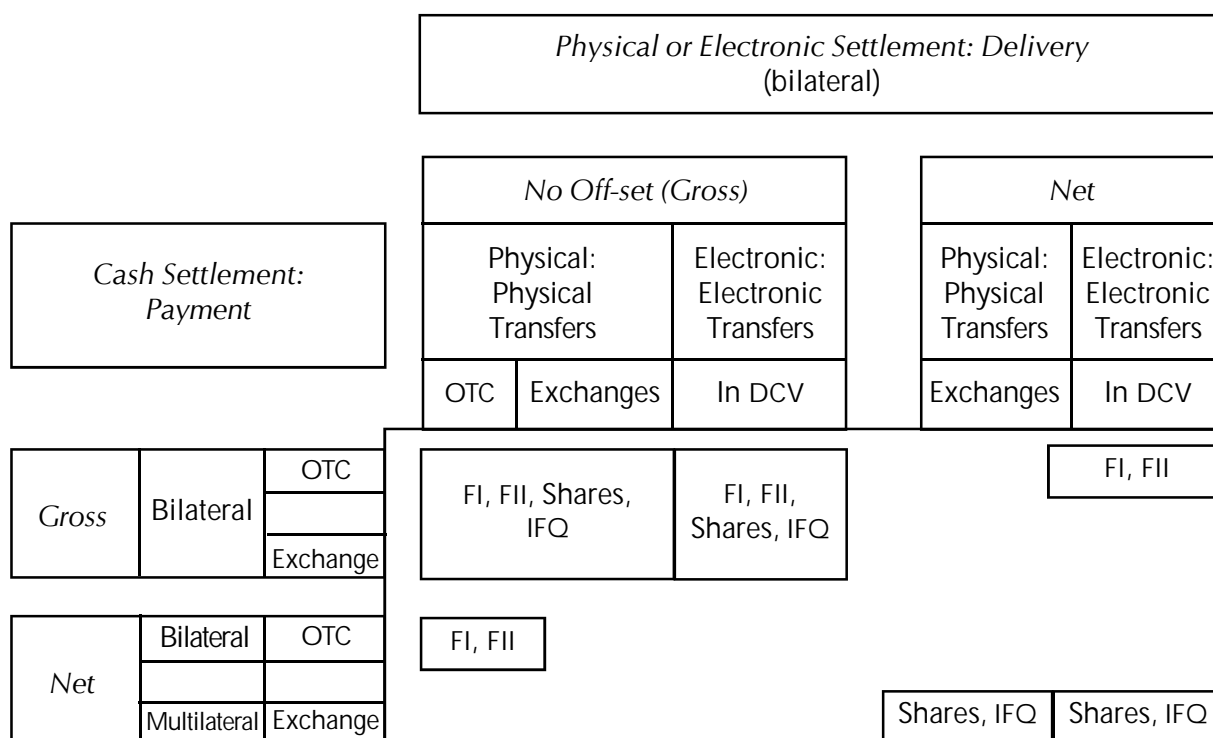 Physical or Electronic Settlement: Delivery
(bilateral)
No Off-set (Gross)
Net
Cash Settlement:
Payment
Physical:
Physical
Transfers
Electronic:
Electronic
Transfers
Physical:
Physical
Transfers
Electronic:
Electronic
Transfers
OTC
Exchanges
In DCV
Exchanges
In DCV
Gross
Bilateral
OTC
Exchange
FI, FII, Shares,
IFQ
FI, FII,
Shares, IFQ
FI, FII
Net
Bilateral
OTC
Multilateral
Exchange
FI, FII
Shares, IFQ
Shares, IFQ